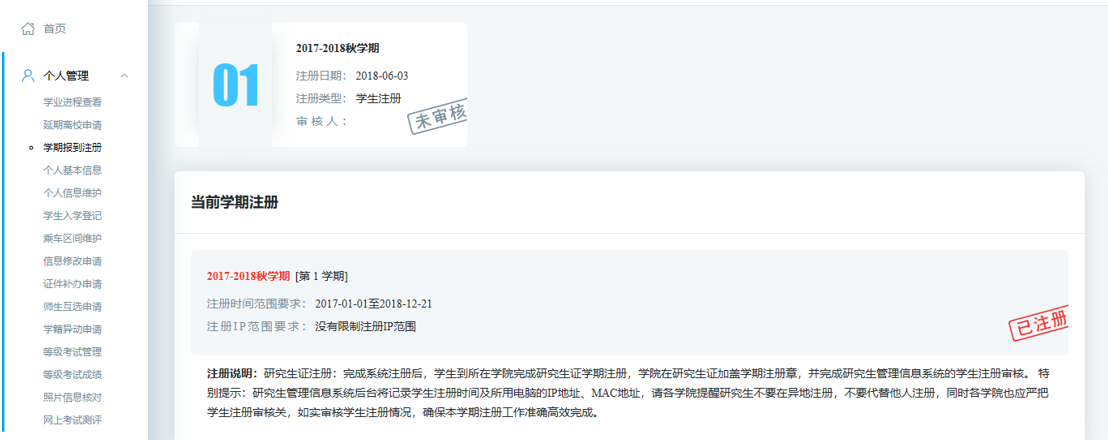 首页
个人管理
学业进程查看
延期离校申请
学期报到注册
个人基本信息
个人信息维护
学生入学登记
乘车区间维护
信息修改申请
证件补办申请
师生互选申请
学籍异动申请
等级考试管理
等级考试成绩
照片信息核对
网上考试测评
01
2017-2018秋学期
注册日期： 2018-06-03
注册类型： 学生注册
审 核 人 ：
未审核
当前学期注册
2017-2018秋学期 [第 1 学期]
注册时间范围要求： 2017-01-01至2018-12-21
注册IP范围要求： 没有限制注册IP范围
已注册
注册说明：研究生证注册：完成系统注册后，学生到所在学院完成研究生证学期注册，学院在研究生证加盖学期注册章，并完成研究生管理信息系统的学生注册审核。 特
别提示：研究生管理信息系统后台将记录学生注册时间及所用电脑的IP地址、MAC地址，请各学院提醒研究生不要在异地注册，不要代替他人注册，同时各学院也应严把
学生注册审核关，如实审核学生注册情况，确保本学期注册工作准确高效完成。